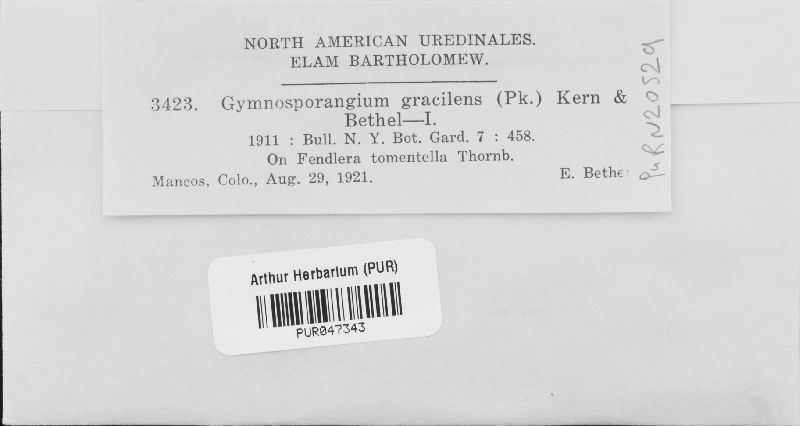 NORTH AMERICAN UREDINALES.
ELAM BARTHOLOMEW.
3423. Gymnosporangium gracilens (Pk.) Kern &
Bethel—I.
1911 : Bull. N. Y. Bot. Gard. 7 : 458.
On Fendlera tomentella Thornb.
Mancos, Colo., Aug. 29, 1921. E. Bethe
PURN20529
Arthur Herbarium (PUR)
PUR047343